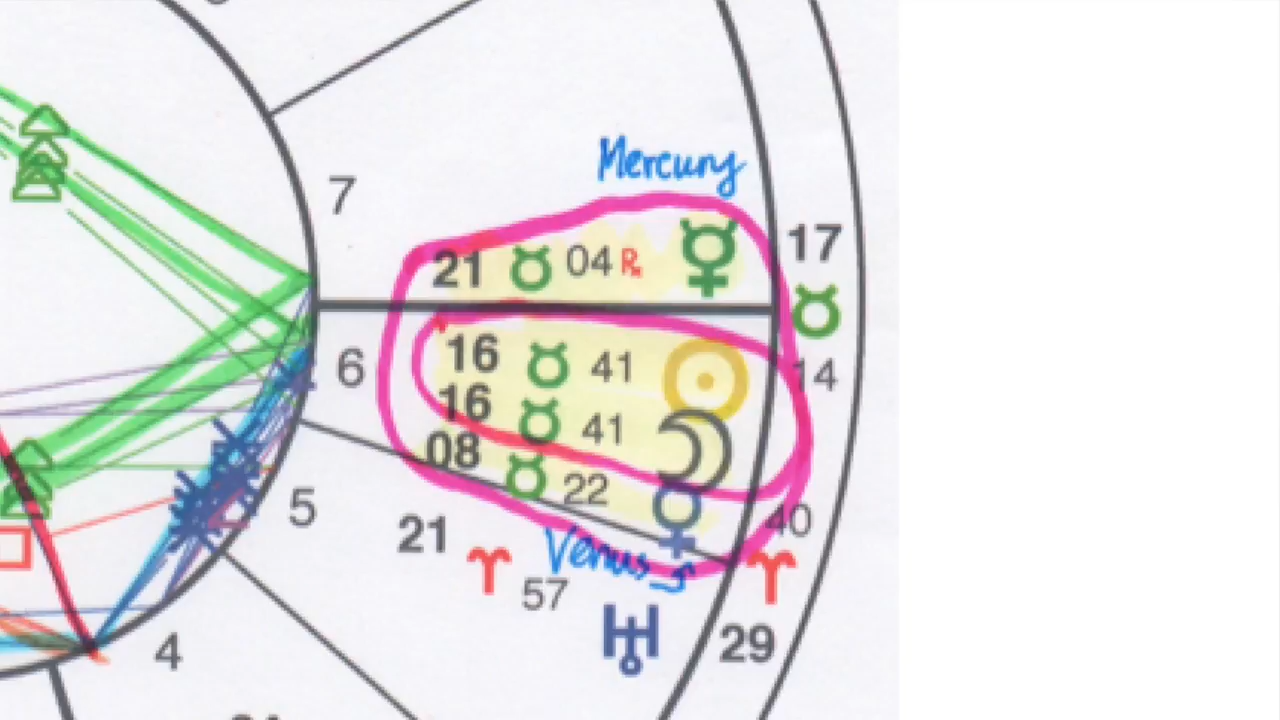 Mercury
7
17
21 ♉ 04 ℞ ☿
♉
14
6
16 ♉ 41 ☉
16 ♉ 41 ☽
08 ♉ 22 ♀
5
21 ♈ 57 ♅
Venus
40
♈
29
4